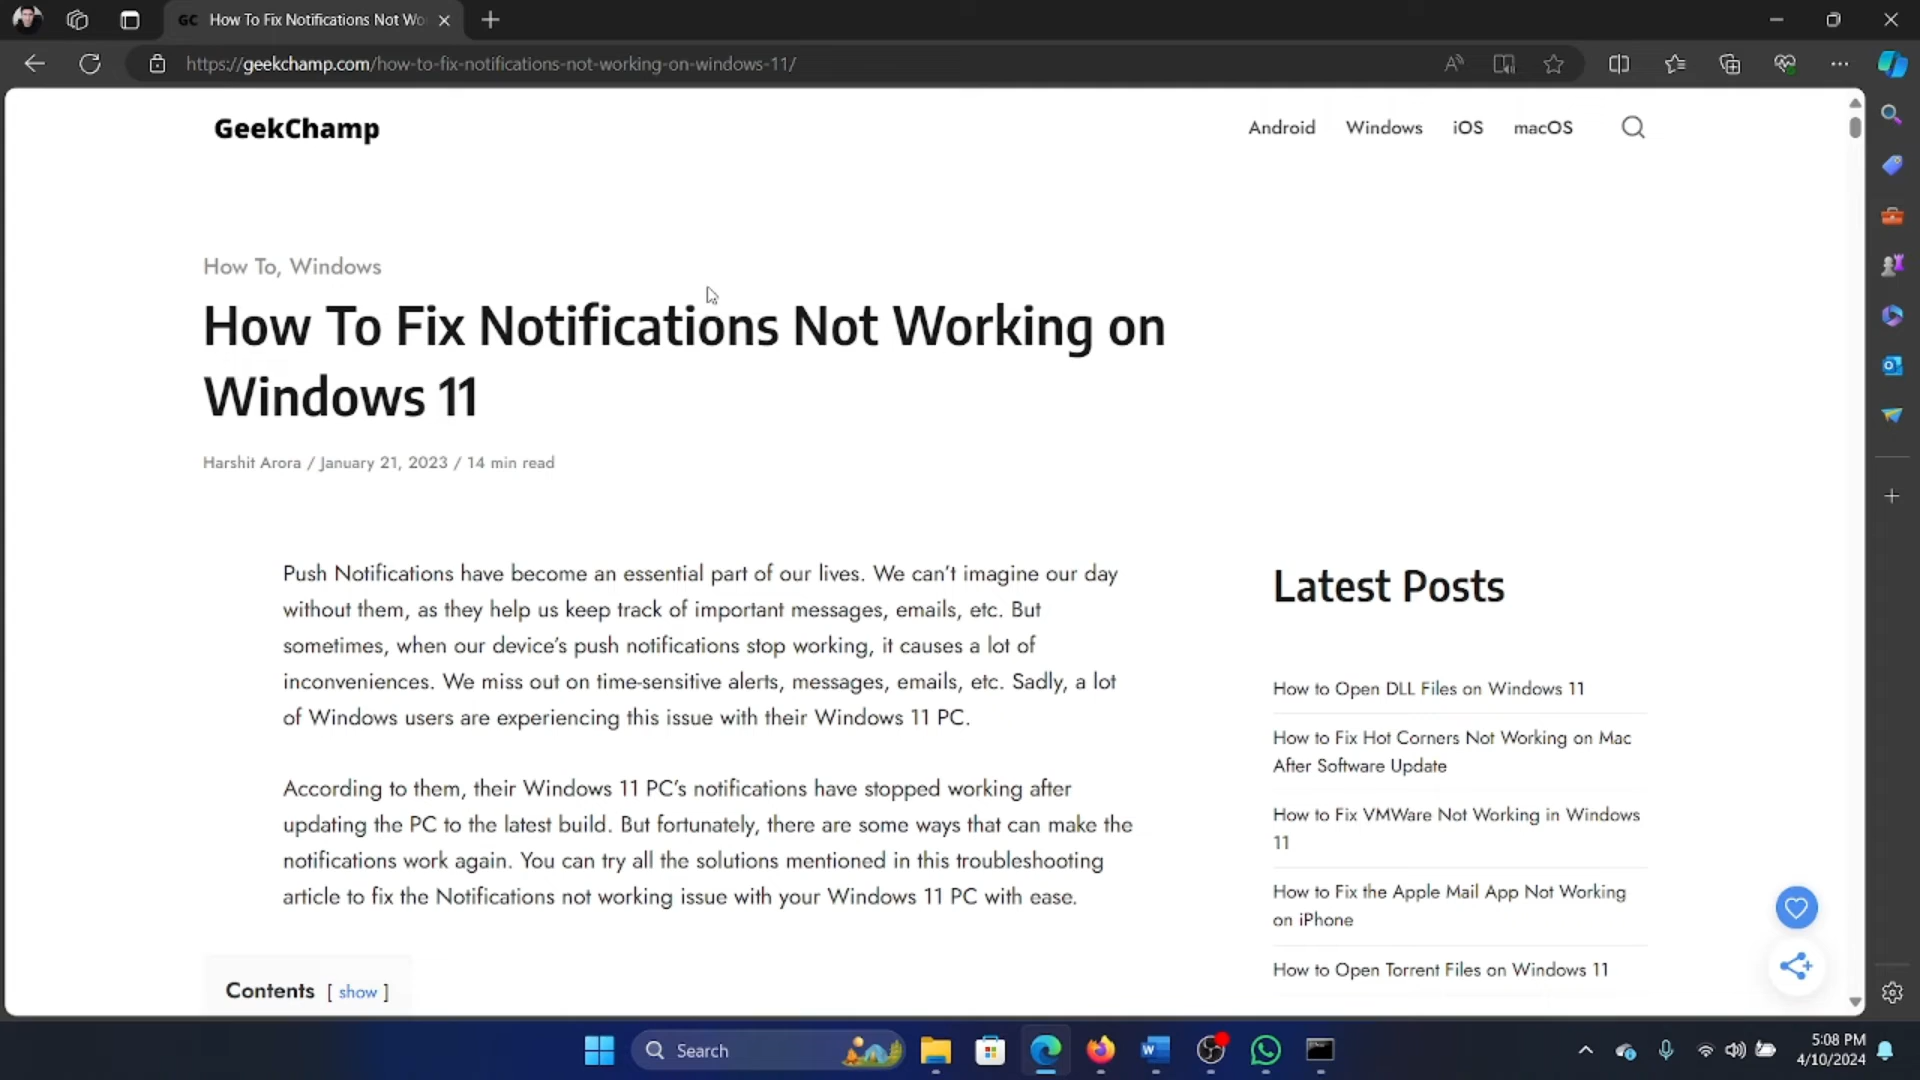 GC How To Fix Notifications Not Wo
https://geekchamp.com/how-to-fix-notifications-not-working-on-windows-11/
GeekChamp
Android Windows iOS macOS
How To, Windows
How To Fix Notifications Not Working on
Windows 11
Harshit Arora / January 21, 2023 / 14 min read
Push Notifications have become an essential part of our lives. We can't imagine our day
without them, as they help us keep track of important messages, emails, etc. But
sometimes, when our device's push notifications stop working, it causes a lot of
inconveniences. We miss out on time-sensitive alerts, messages, emails, etc. Sadly, a lot
of Windows users are experiencing this issue with their Windows 11 PC.
According to them, their Windows 11 PC's notifications have stopped working after
updating the PC to the latest build. But fortunately, there are some ways that can make the
notifications work again. You can try all the solutions mentioned in this troubleshooting
article to fix the Notifications not working issue with your Windows 11 PC with ease.
Contents [ show ]
Latest Posts
How to Open DLL Files on Windows 11
How to Fix Hot Corners Not Working on Mac
After Software Update
How to Fix VMWare Not Working in Windows
11
How to Fix the Apple Mail App Not Working
on iPhone
How to Open Torrent Files on Windows 11
Search
5:08 PM
4/10/2024